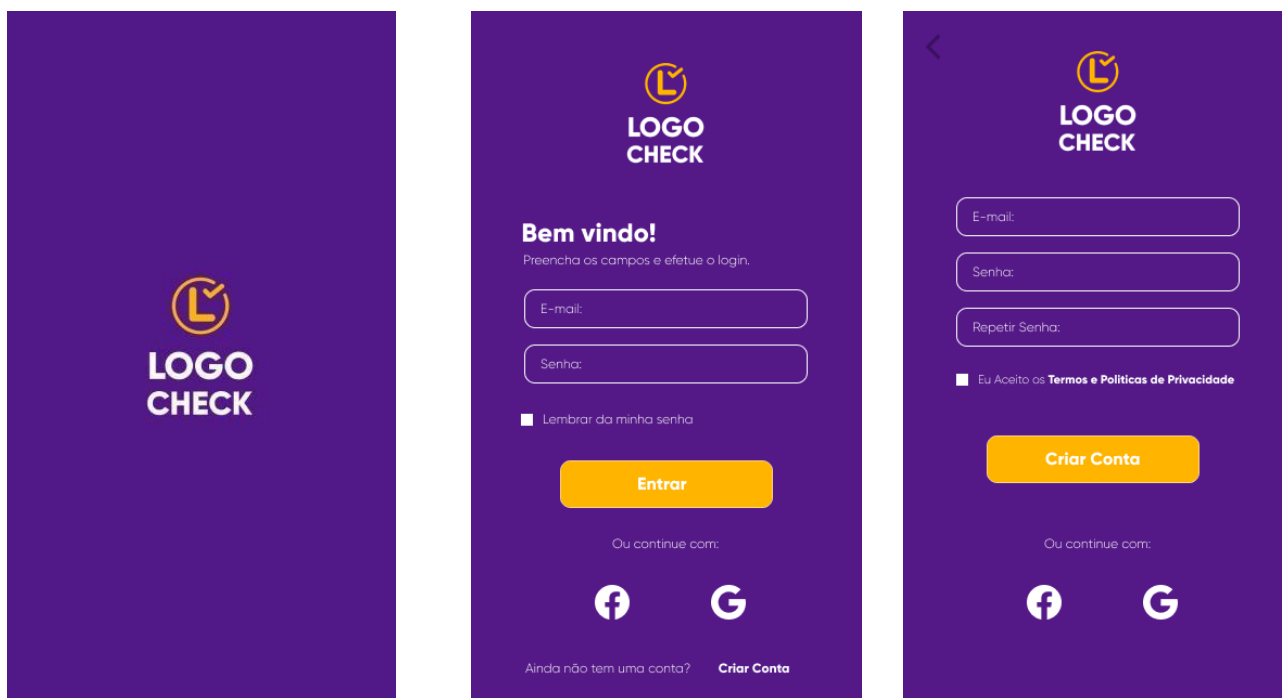 LOGO
CHECK
LOGO
CHECK
Bem vindo!
Preencha os campos e efetue o login.
E-mail:
Senha:
Lembrar da minha senha
Entrar
Ou continue com:
Ainda não tem uma conta? Criar Conta
LOGO
CHECK
E-mail:
Senha:
Repetir Senha:
Eu Aceito os Termos e Politicas de Privacidade
Criar Conta
Ou continue com: